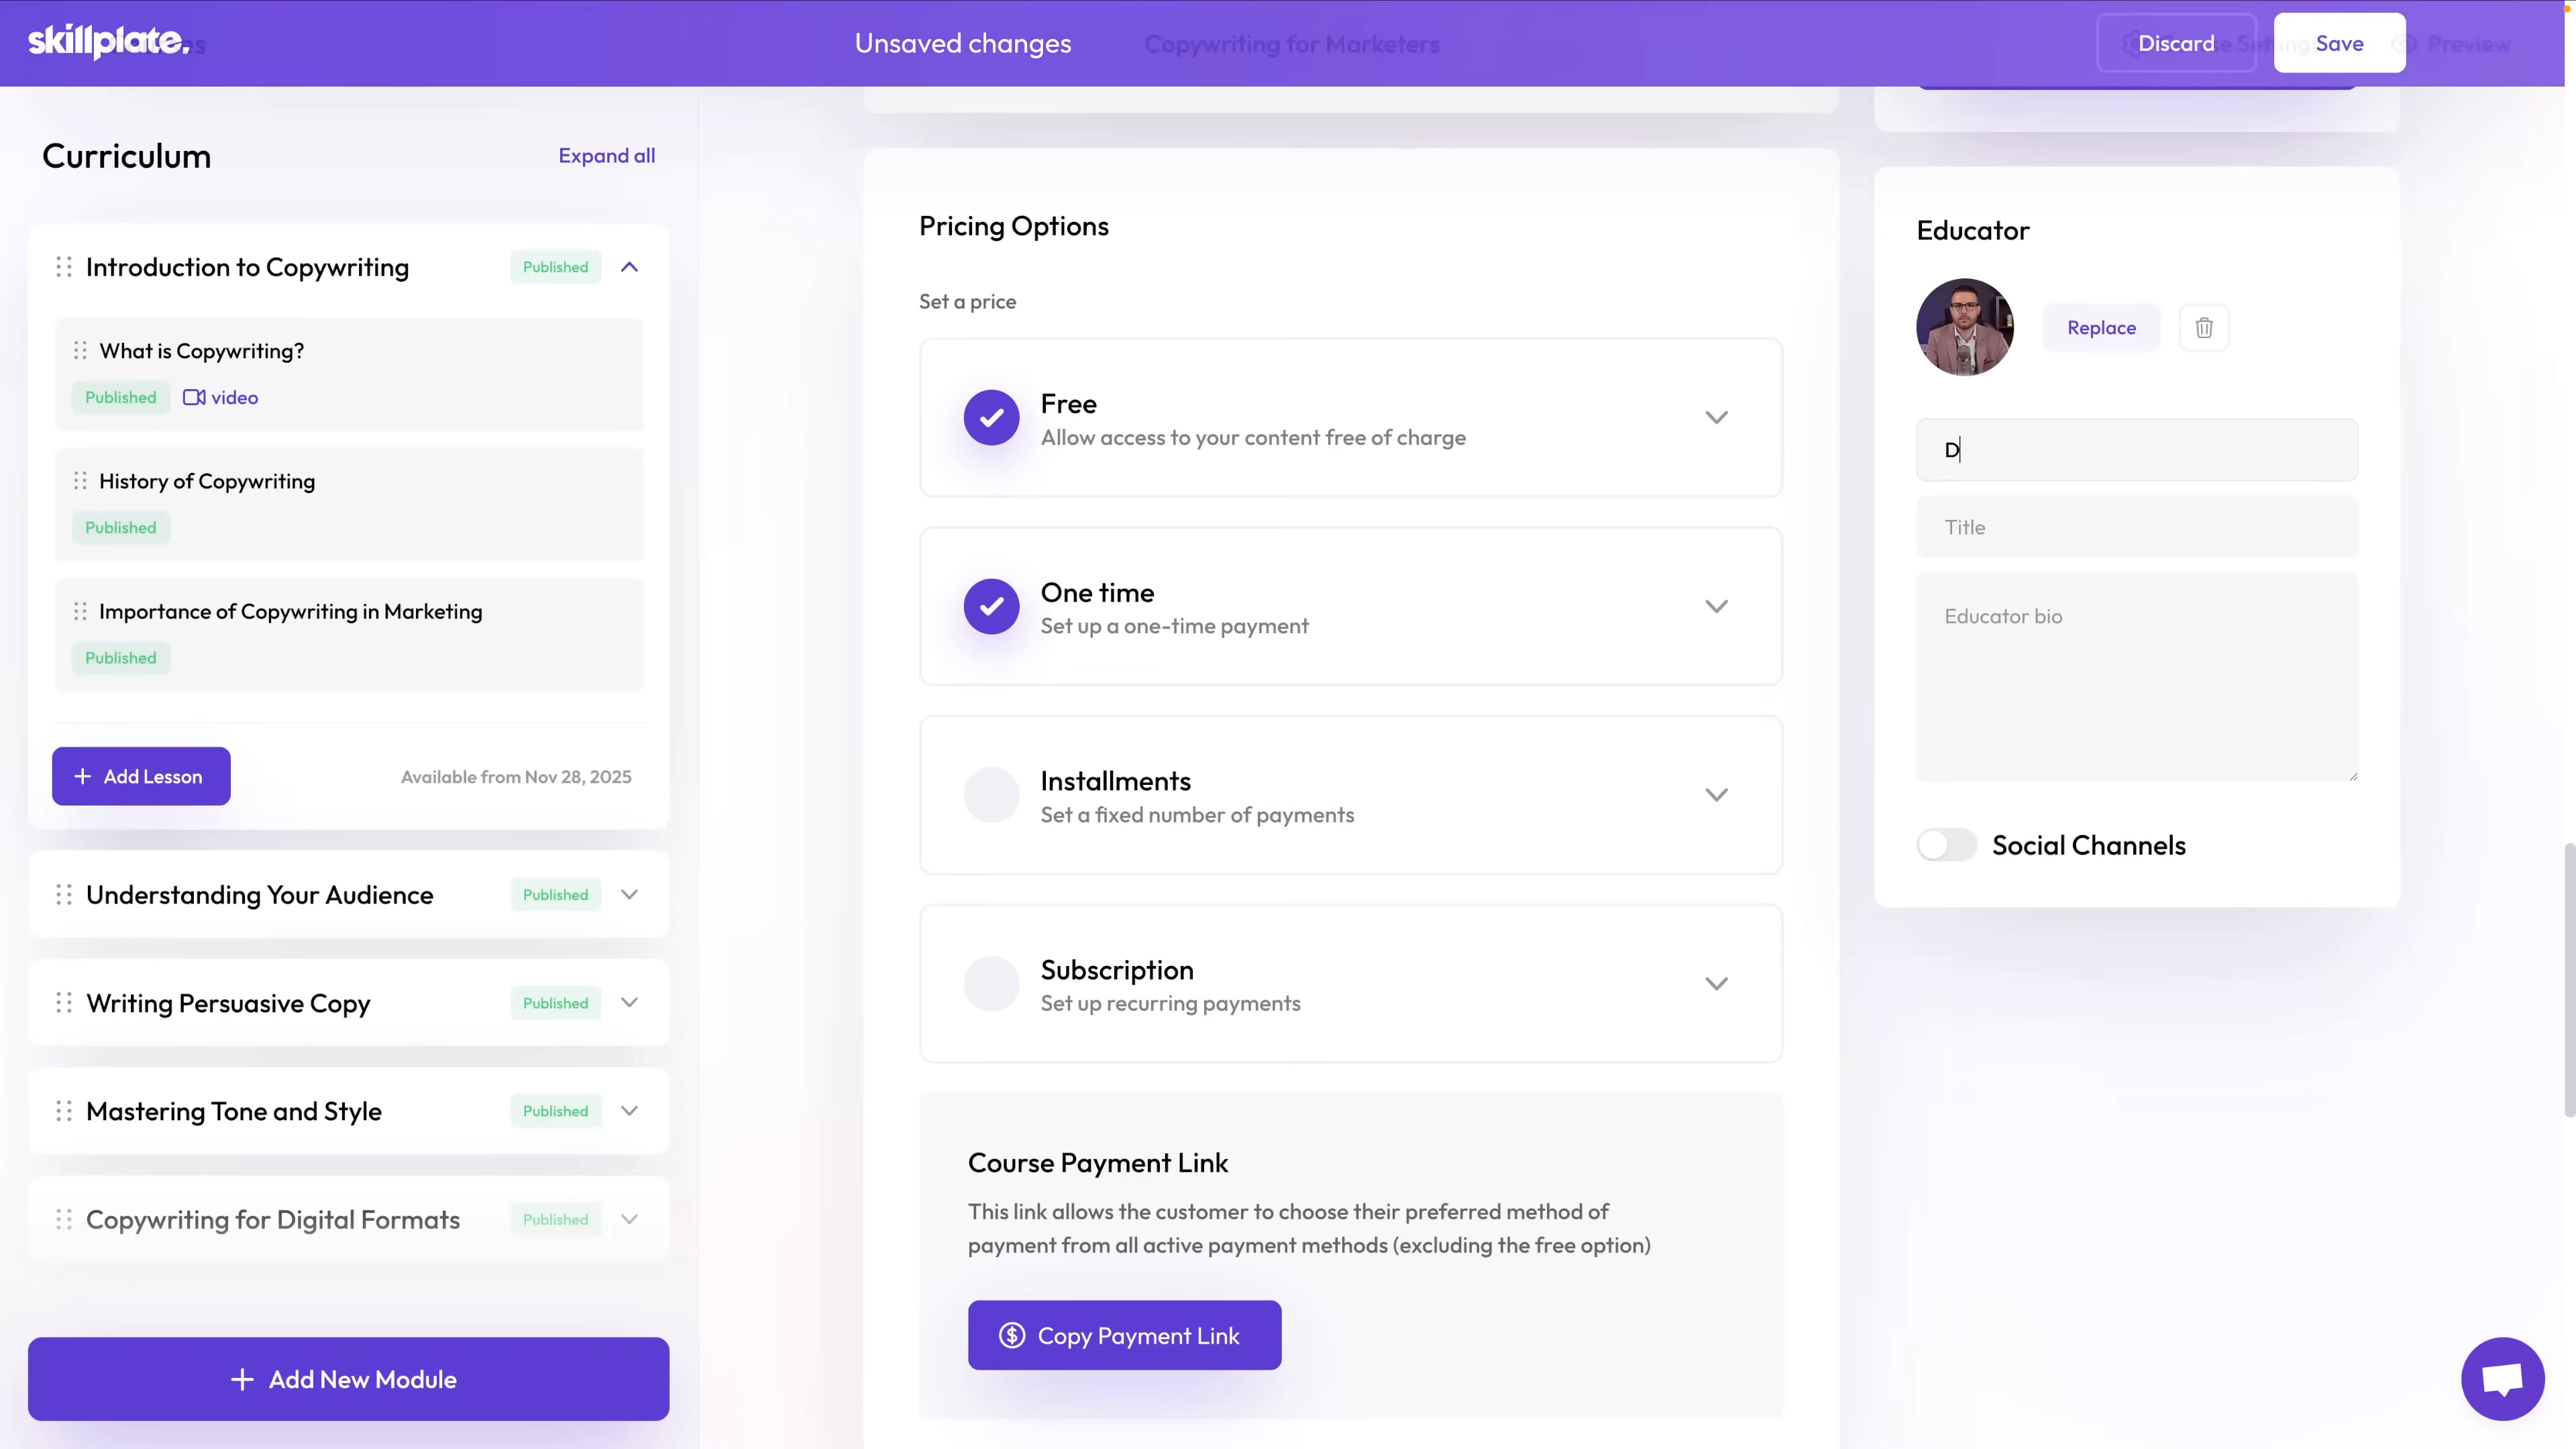 skillplate.
Unsaved changes
Copywriting for Marketers
Discard
Save
Preview
Curriculum
Expand all
Introduction to Copywriting
Published
What is Copywriting?
Published
video
History of Copywriting
Published
Importance of Copywriting in Marketing
Published
Add Lesson
Available from Nov 28, 2025
Understanding Your Audience
Published
Writing Persuasive Copy
Published
Mastering Tone and Style
Published
Copywriting for Digital Formats
Published
Add New Module
Pricing Options
Set a price
Free
Allow access to your content free of charge
One time
Set up a one-time payment
Installments
Set a fixed number of payments
Subscription
Set up recurring payments
Course Payment Link
This link allows the customer to choose their preferred method of
payment from all active payment methods (excluding the free option)
Copy Payment Link
Educator
Replace
D
Title
Educator bio
Social Channels